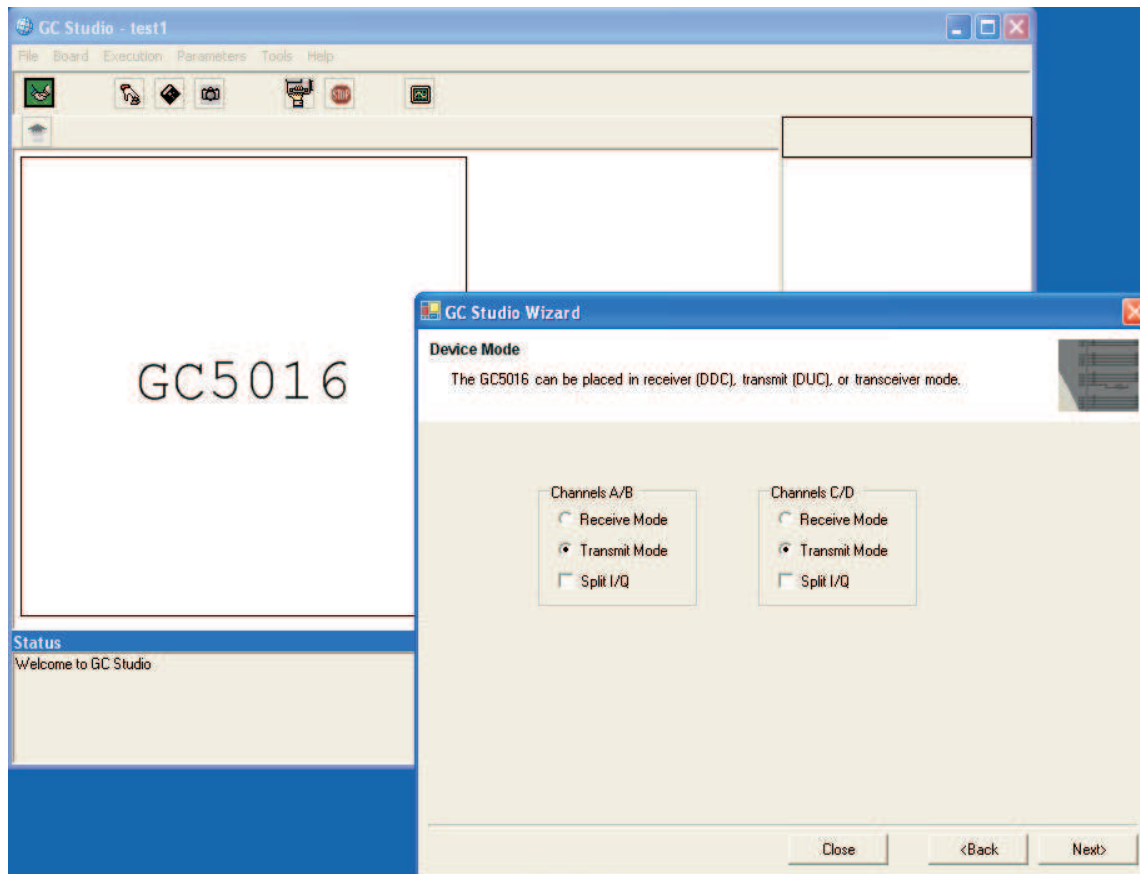 GC Studio - test1
File Board Execution Parameters Tools Help
STOP
GC5016
Status
Welcome to GC Studio
GC Studio Wizard
Device Mode
The GC5016 can be placed in receiver (DDC), transmit (DUC), or transceiver mode.
Channels A/B
Receive Mode
Transmit Mode
Split I/Q
Channels C/D
Receive Mode
Transmit Mode
Split I/Q
Close
<Back
Next>